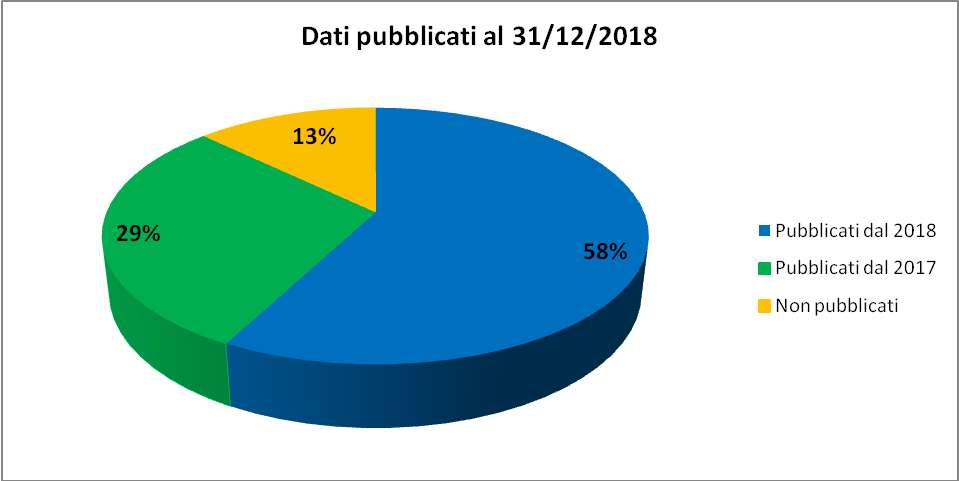 Dati pubblicati al 31/12/2018
13%
29%
58%
Pubblicati dal 2018
Pubblicati dal 2017
Non pubblicati